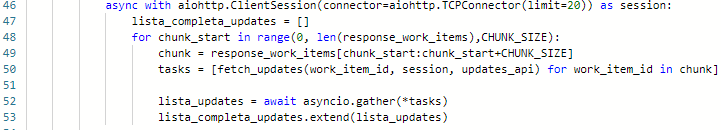 46 async with aiohttp.ClientSession(connector=aiohttp.TCPConnector(limit=20)) as session:
47 lista_completa_updates = []
48 for chunk_start in range(0, len(response_work_items),CHUNK_SIZE):
49 chunk = response_work_items[chunk_start:chunk_start+CHUNK_SIZE]
50 tasks = [fetch_updates(work_item_id, session, updates_api) for work_item_id in chunk]
51
52 lista_updates = await asyncio.gather(*tasks)
53 lista_completa_updates.extend(lista_updates)